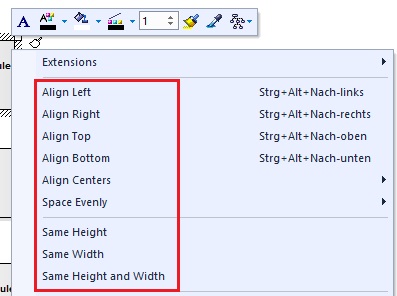 A A 1
Extensions
Align Left Strg+Alt+Nach-links
Align Right Strg+Alt+Nach-rechts
Align Top Strg+Alt+Nach-oben
Align Bottom Strg+Alt+Nach-unten
Align Centers
Space Evenly
Same Height
Same Width
Same Height and Width